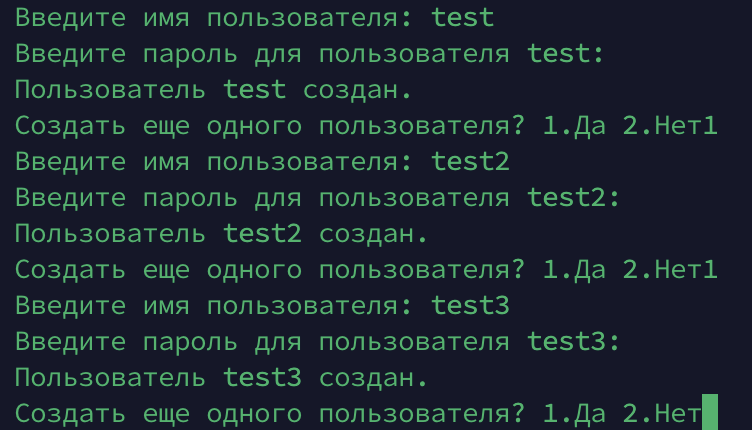 Введите имя пользователя: test
Введите пароль для пользователя test:
Пользователь test создан.
Создать еще одного пользователя? 1.Да 2.Нет1
Введите имя пользователя: test2
Введите пароль для пользователя test2:
Пользователь test2 создан.
Создать еще одного пользователя? 1.Да 2.Нет1
Введите имя пользователя: test3
Введите пароль для пользователя test3:
Пользователь test3 создан.
Создать еще одного пользователя? 1.Да 2.Нет